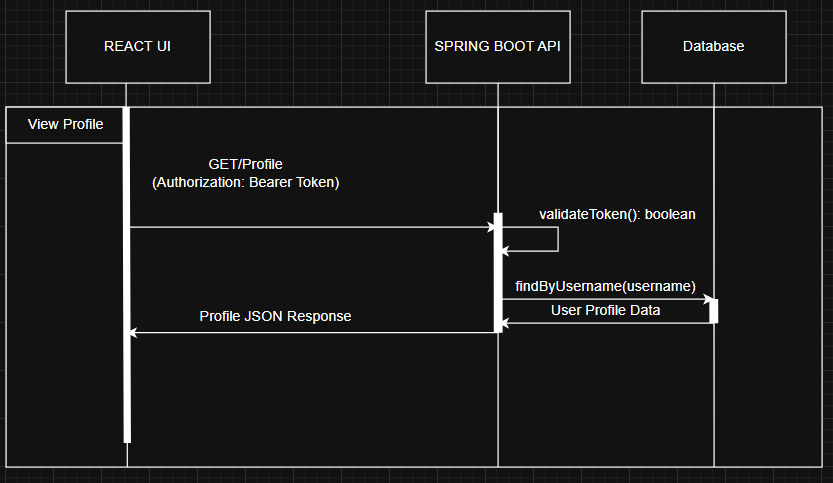 REACT UI
SPRING BOOT API
Database
View Profile
GET/Profile
(Authorization: Bearer Token)
validateToken(): boolean
findByUsername(username)
User Profile Data
Profile JSON Response